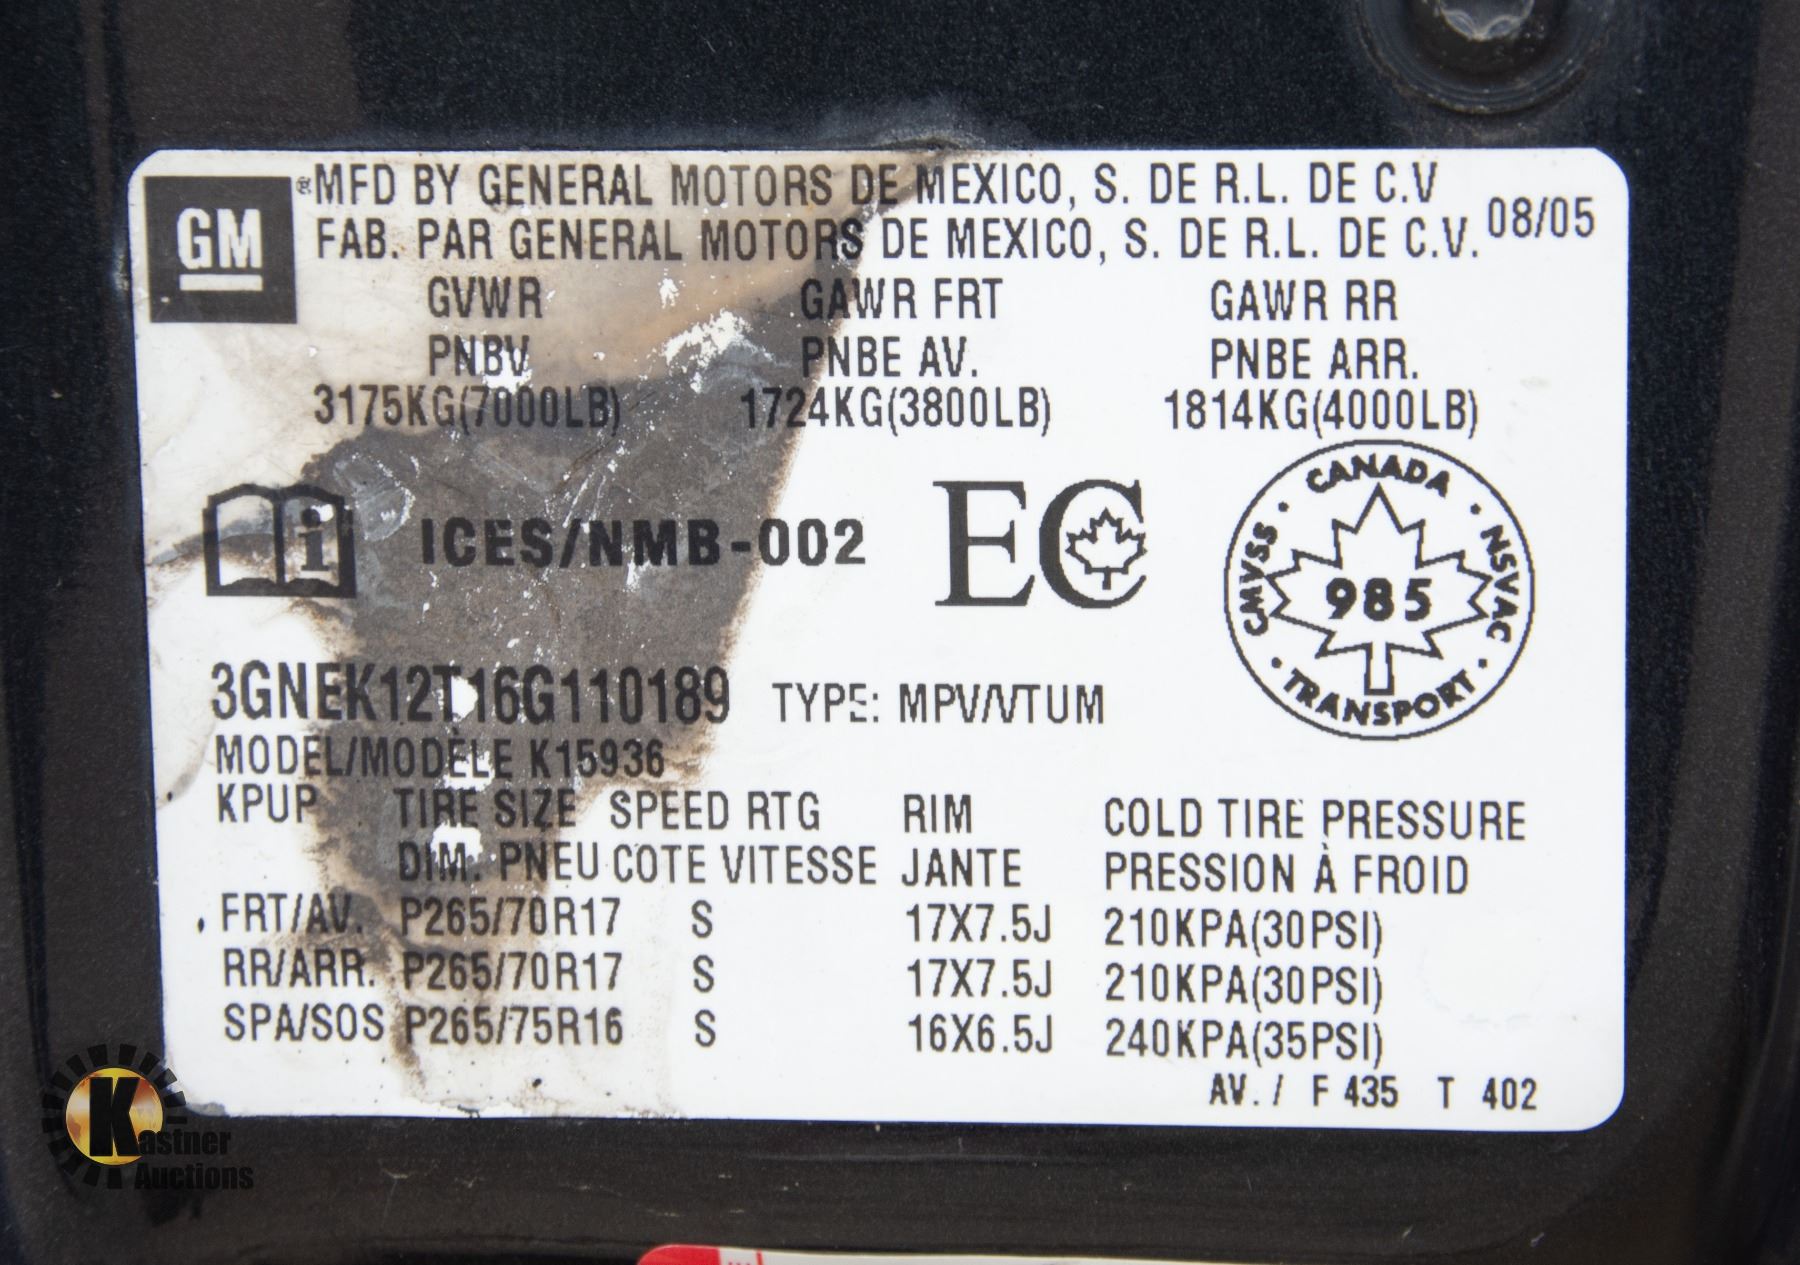 GM
®MFD BY GENERAL MOTORS DE MEXICO, S. DE R.L. DE C.V
FAB. PAR GENERAL MOTORS DE MEXICO, S. DE R.L. DE C.V. 08/05
GVWR GAWR FRT GAWR RR
PNBV PNBE AV. PNBE ARR.
3175KG(7000LB) 1724KG(3800LB) 1814KG(4000LB)
i ICES/NMB-002 EC
CANADA · NSVAC · TRANSPORT · CMVSS ·
985
3GNEK12T16G110189 TYPE: MPV/VTUM
MODEL/MODÈLE K15936
KPUP TIRE SIZE SPEED RTG RIM COLD TIRE PRESSURE
DIM. PNEU COTE VITESSE JANTE PRESSION À FROID
FRT/AV. P265/70R17 S 17X7.5J 210KPA(30PSI)
RR/ARR. P265/70R17 S 17X7.5J 210KPA(30PSI)
SPA/SOS P265/75R16 S 16X6.5J 240KPA(35PSI)
AV. / F 435 T 402
Kastner
Auctions